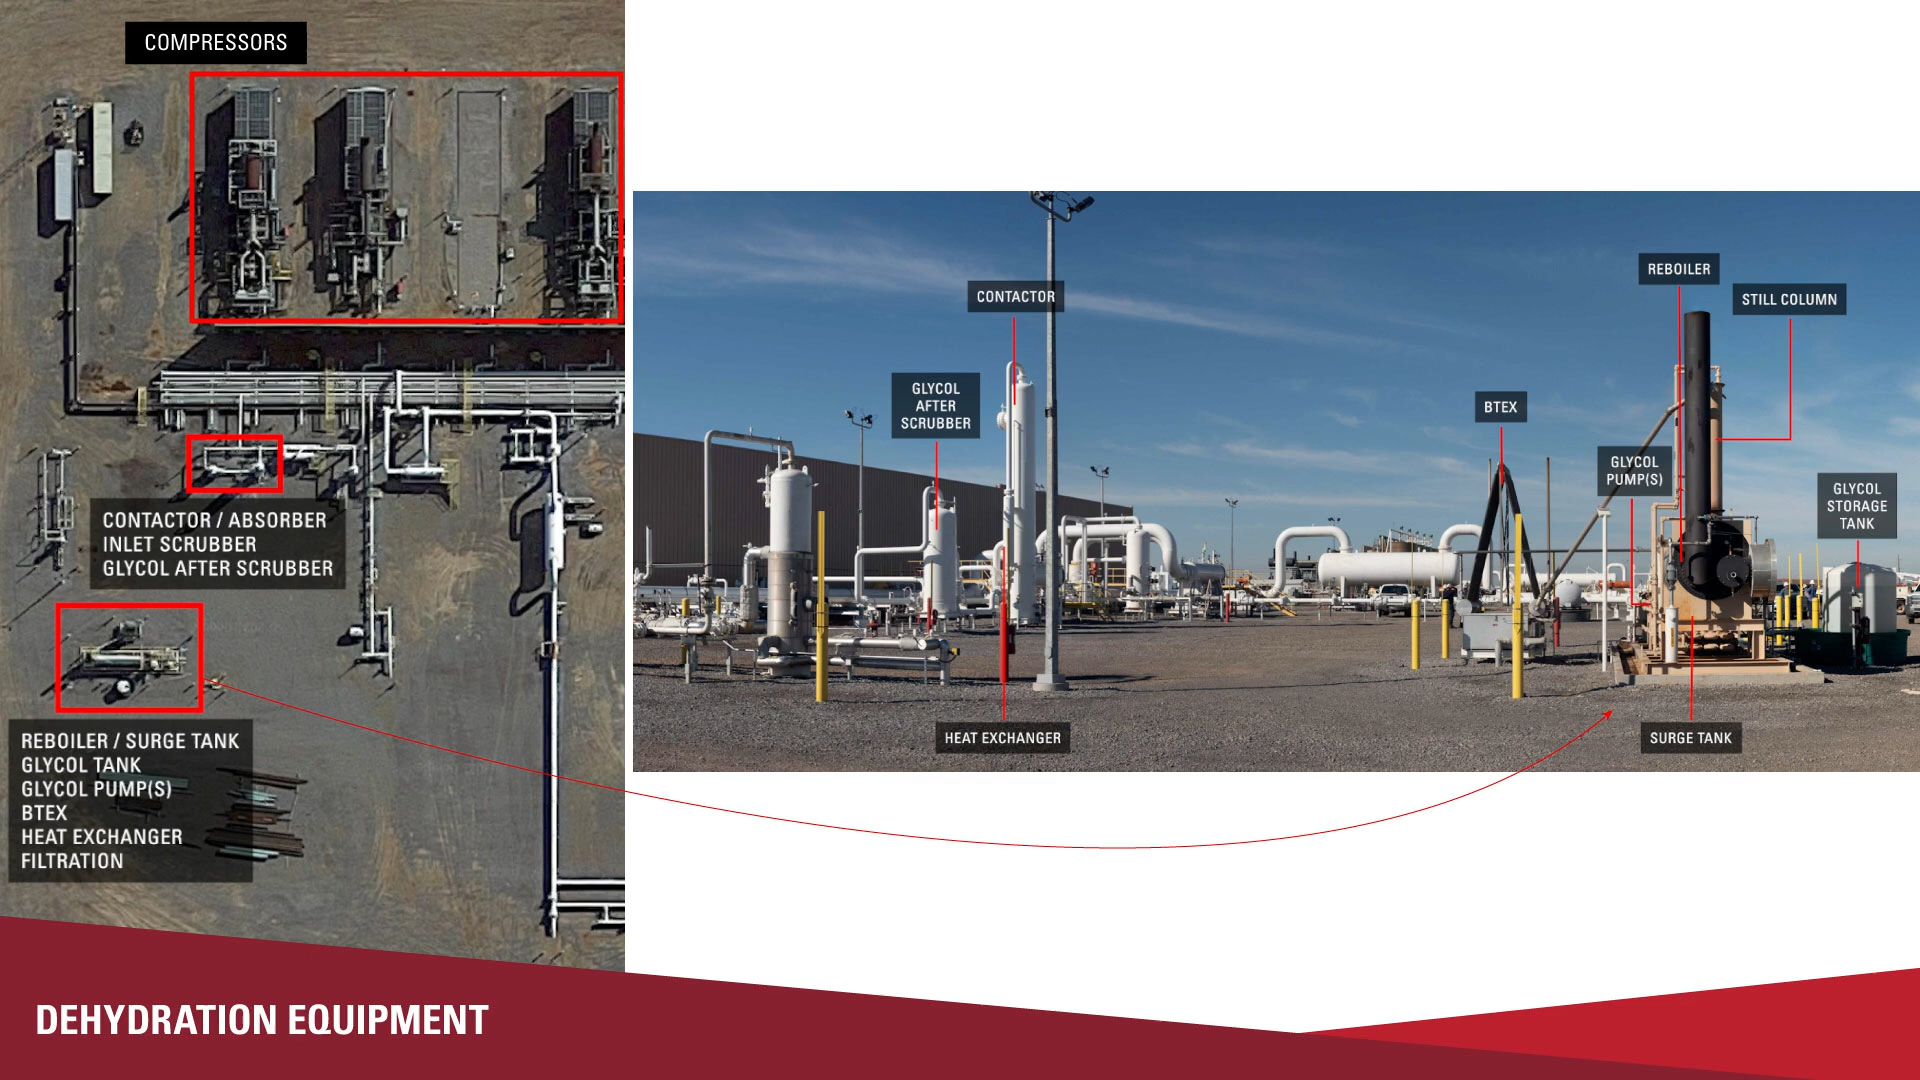 COMPRESSORS
CONTACTOR / ABSORBER
INLET SCRUBBER
GLYCOL AFTER SCRUBBER
REBOILER / SURGE TANK
GLYCOL TANK
GLYCOL PUMP(S)
BTEX
HEAT EXCHANGER
FILTRATION
CONTACTOR
GLYCOL
AFTER
SCRUBBER
HEAT EXCHANGER
BTEX
REBOILER
STILL COLUMN
GLYCOL
PUMP(S)
GLYCOL
STORAGE
TANK
SURGE TANK
DEHYDRATION EQUIPMENT